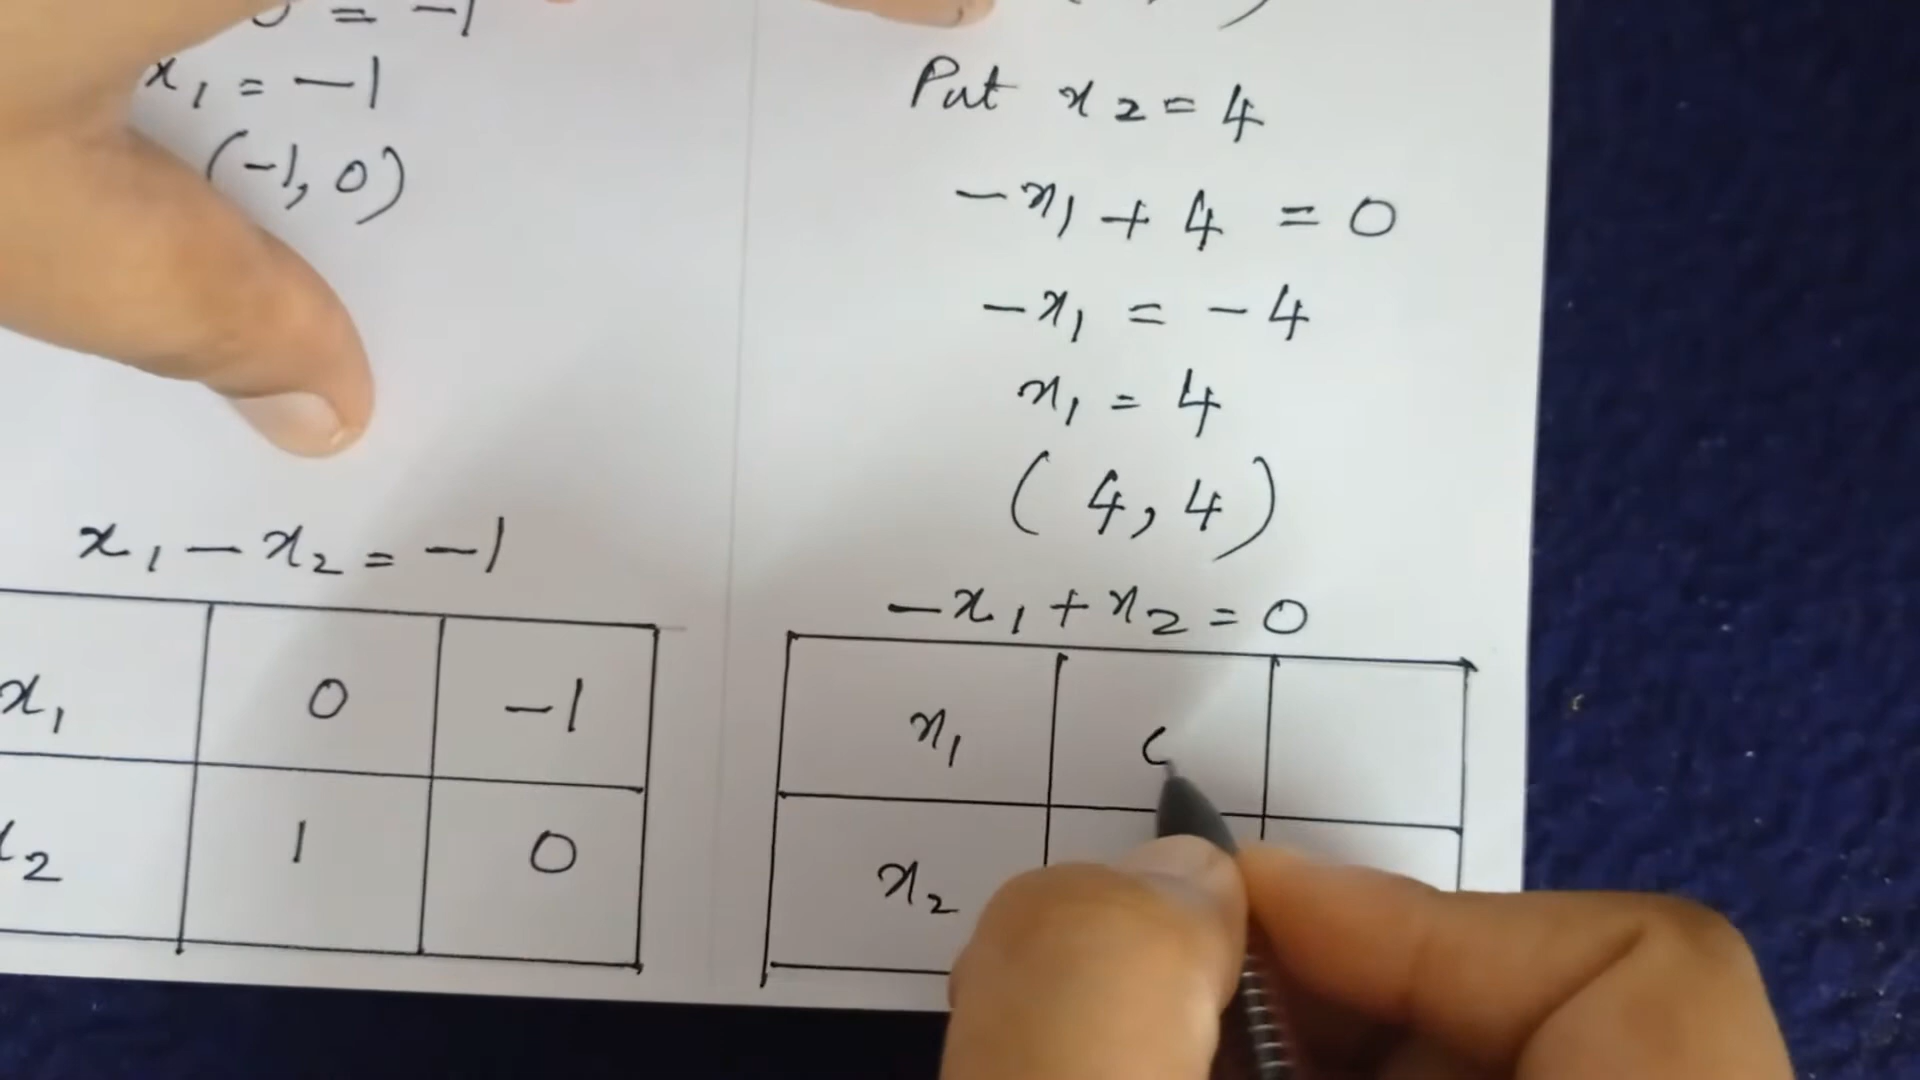 x₁ = -1
(-1, 0)
x₁ - x₂ = -1
x₁ 0 -1
x₂ 1 0
Put x₂ = 4
-x₁ + 4 = 0
-x₁ = -4
x₁ = 4
(4, 4)
-x₁ + x₂ = 0
x₁
x₂